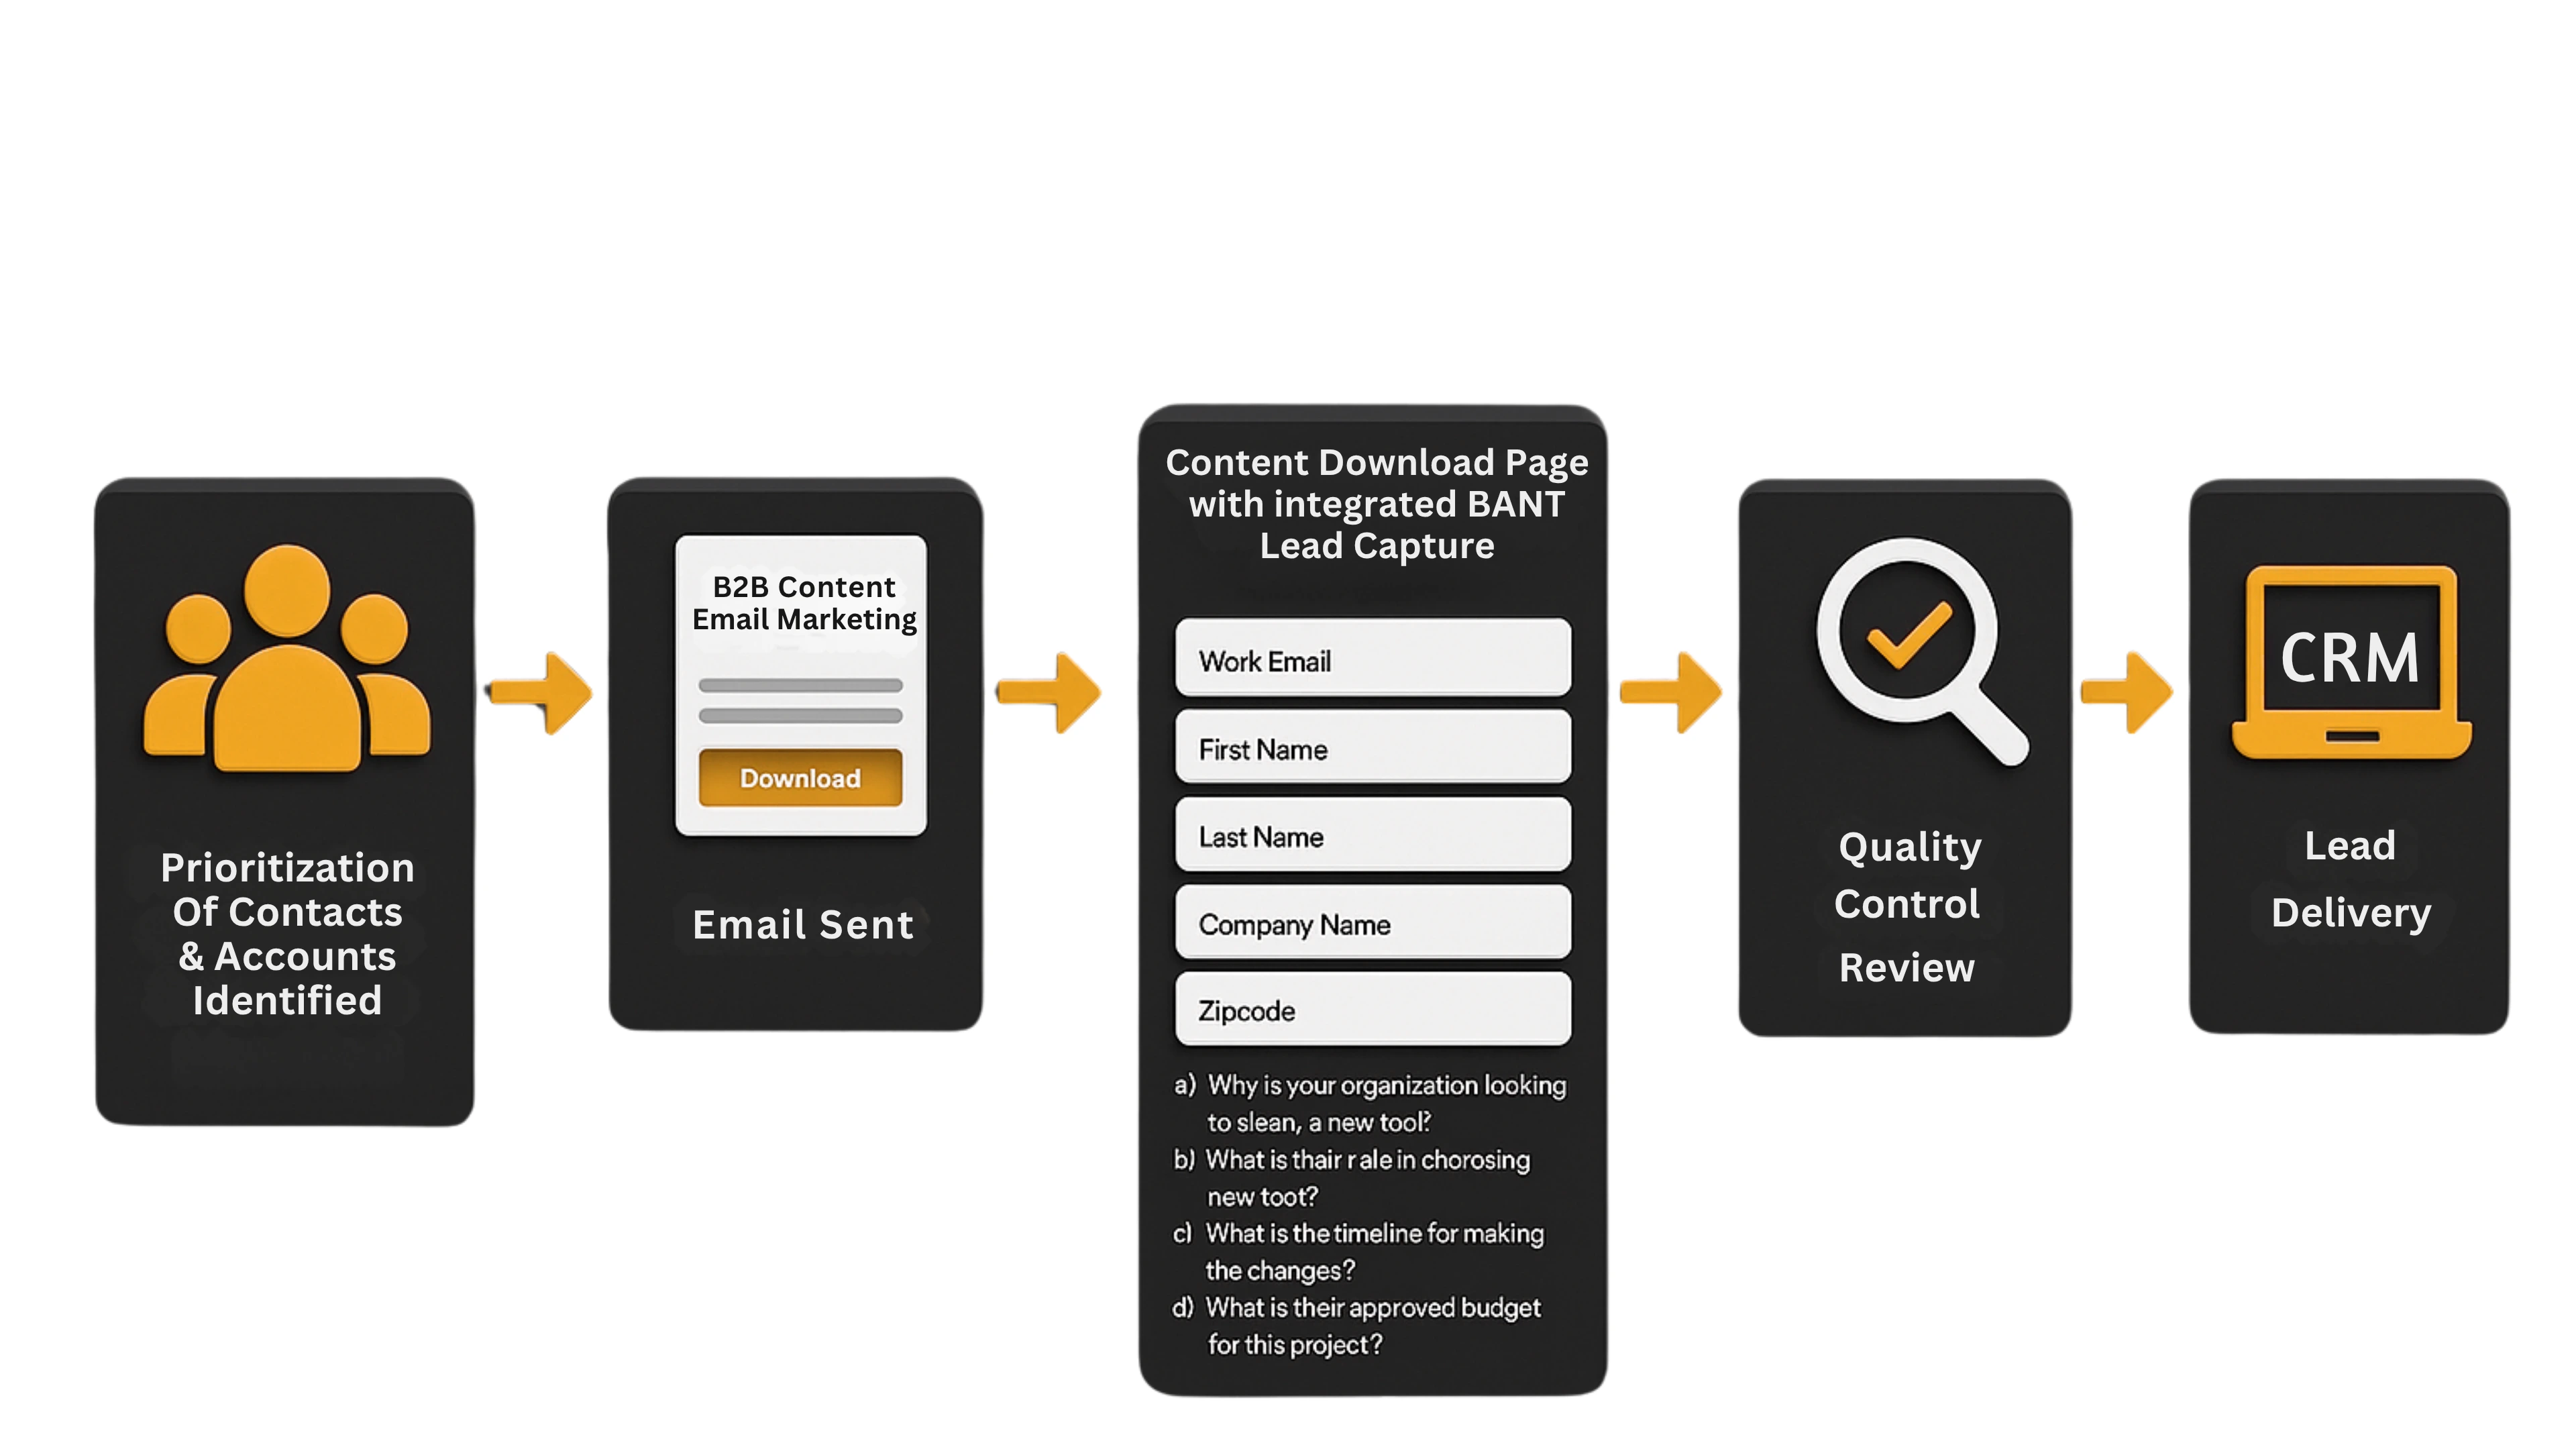 Prioritization
Of Contacts
& Accounts
Identified
B2B Content
Email Marketing
Download
Email Sent
Content Download Page
with integrated BANT
Lead Capture
Work Email
First Name
Last Name
Company Name
Zipcode
a) Why is your organization looking
to slean, a new tool?
b) What is thair rale in chorosing
new toot?
c) What is the timeline for making
the changes?
d) What is their approved budget
for this project?
Quality
Control
Review
CRM
Lead
Delivery